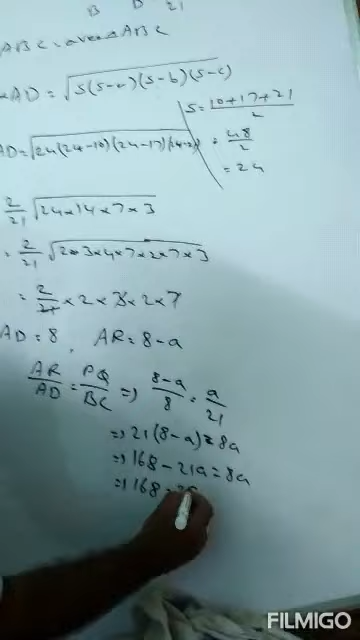 B D 21
ABC = area △ABC
×AD = √s(s-a)(s-b)(s-c)
s = 10+17+21 / 2
AD = √24(24-10)(24-17)(24-21)
= 48/2
= 24
2/21 √24×14×7×3
= 2/21 √2×3×4×7×2×7×3
= 2/21 × 2 × 3 × 2 × 7
AD = 8, AR = 8-a
AR/AD = PQ/BC => 8-a/8 = a/21
=> 21(8-a) = 8a
=> 168 - 21a = 8a
=> 168 = 29
FILMIGO